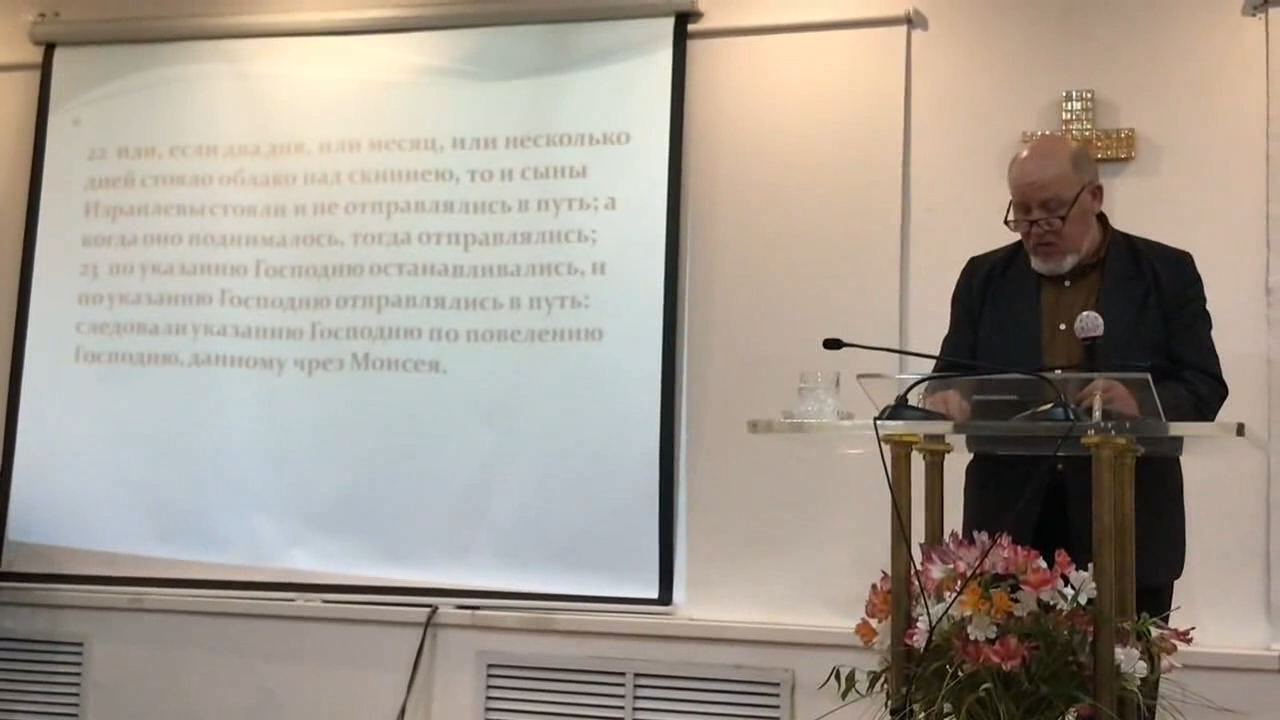 22 или, если два дня, или месяц, или несколько
дней стояло облако над скиниею, то и сыны
Израилевы стояли и не отправлялись в путь; а
когда оно поднималось, тогда отправлялись;
23 по указанию Господню останавливались, и
по указанию Господню отправлялись в путь:
следовали указанию Господню по повелению
Господню, данному чрез Моисея.